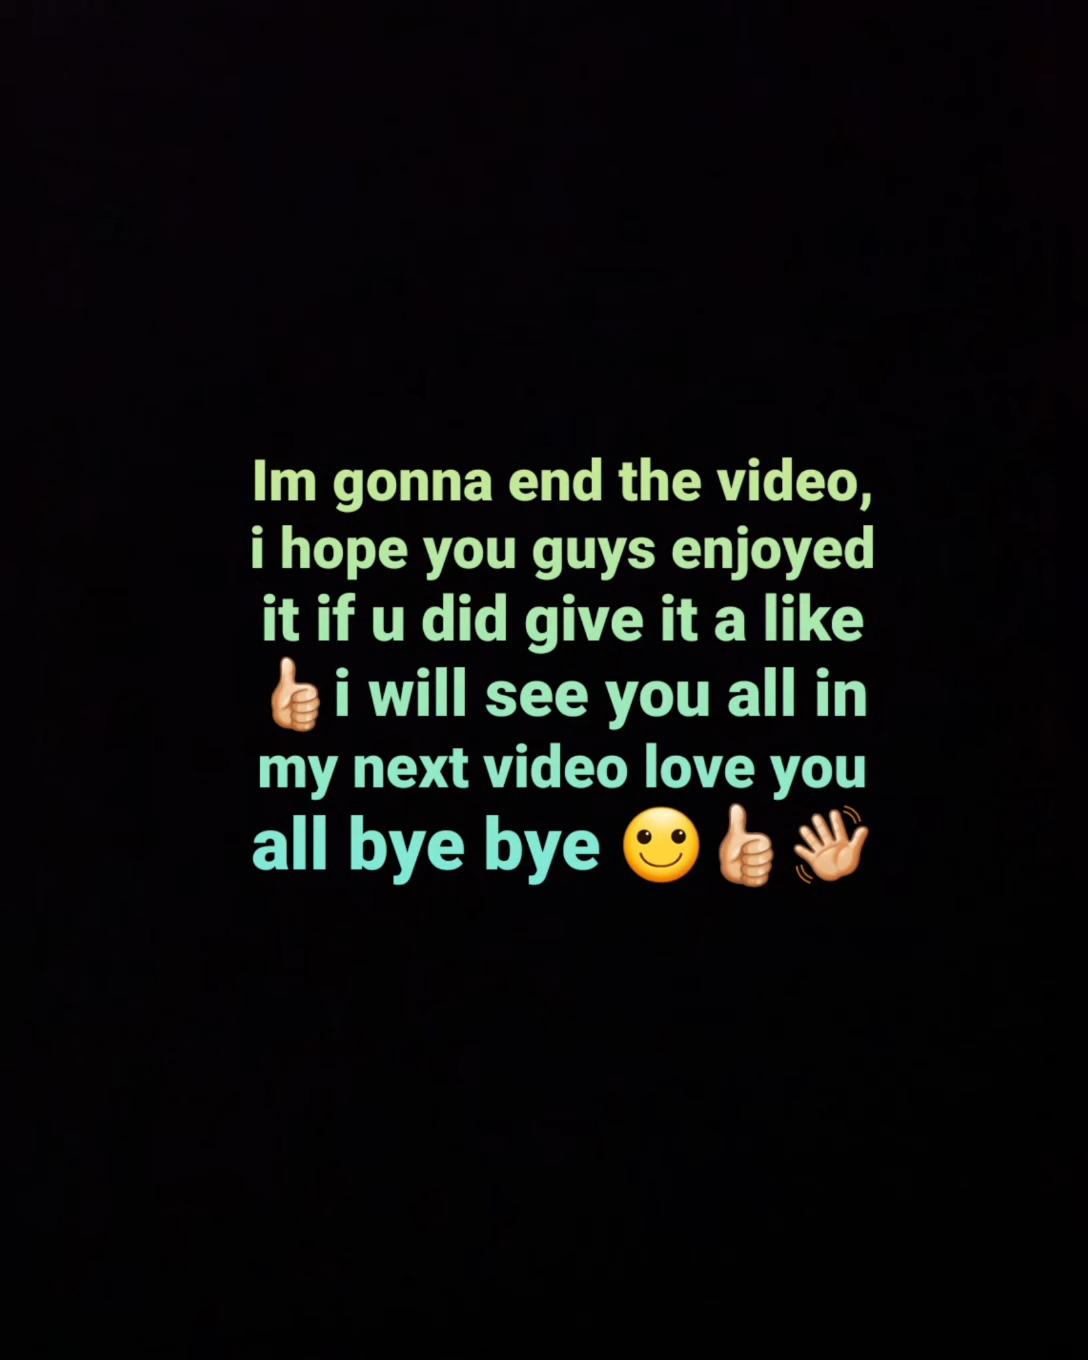 Im gonna end the video,
i hope you guys enjoyed
it if u did give it a like
👍🏻i will see you all in
my next video love you
all bye bye 🙂👍🏻👋🏻